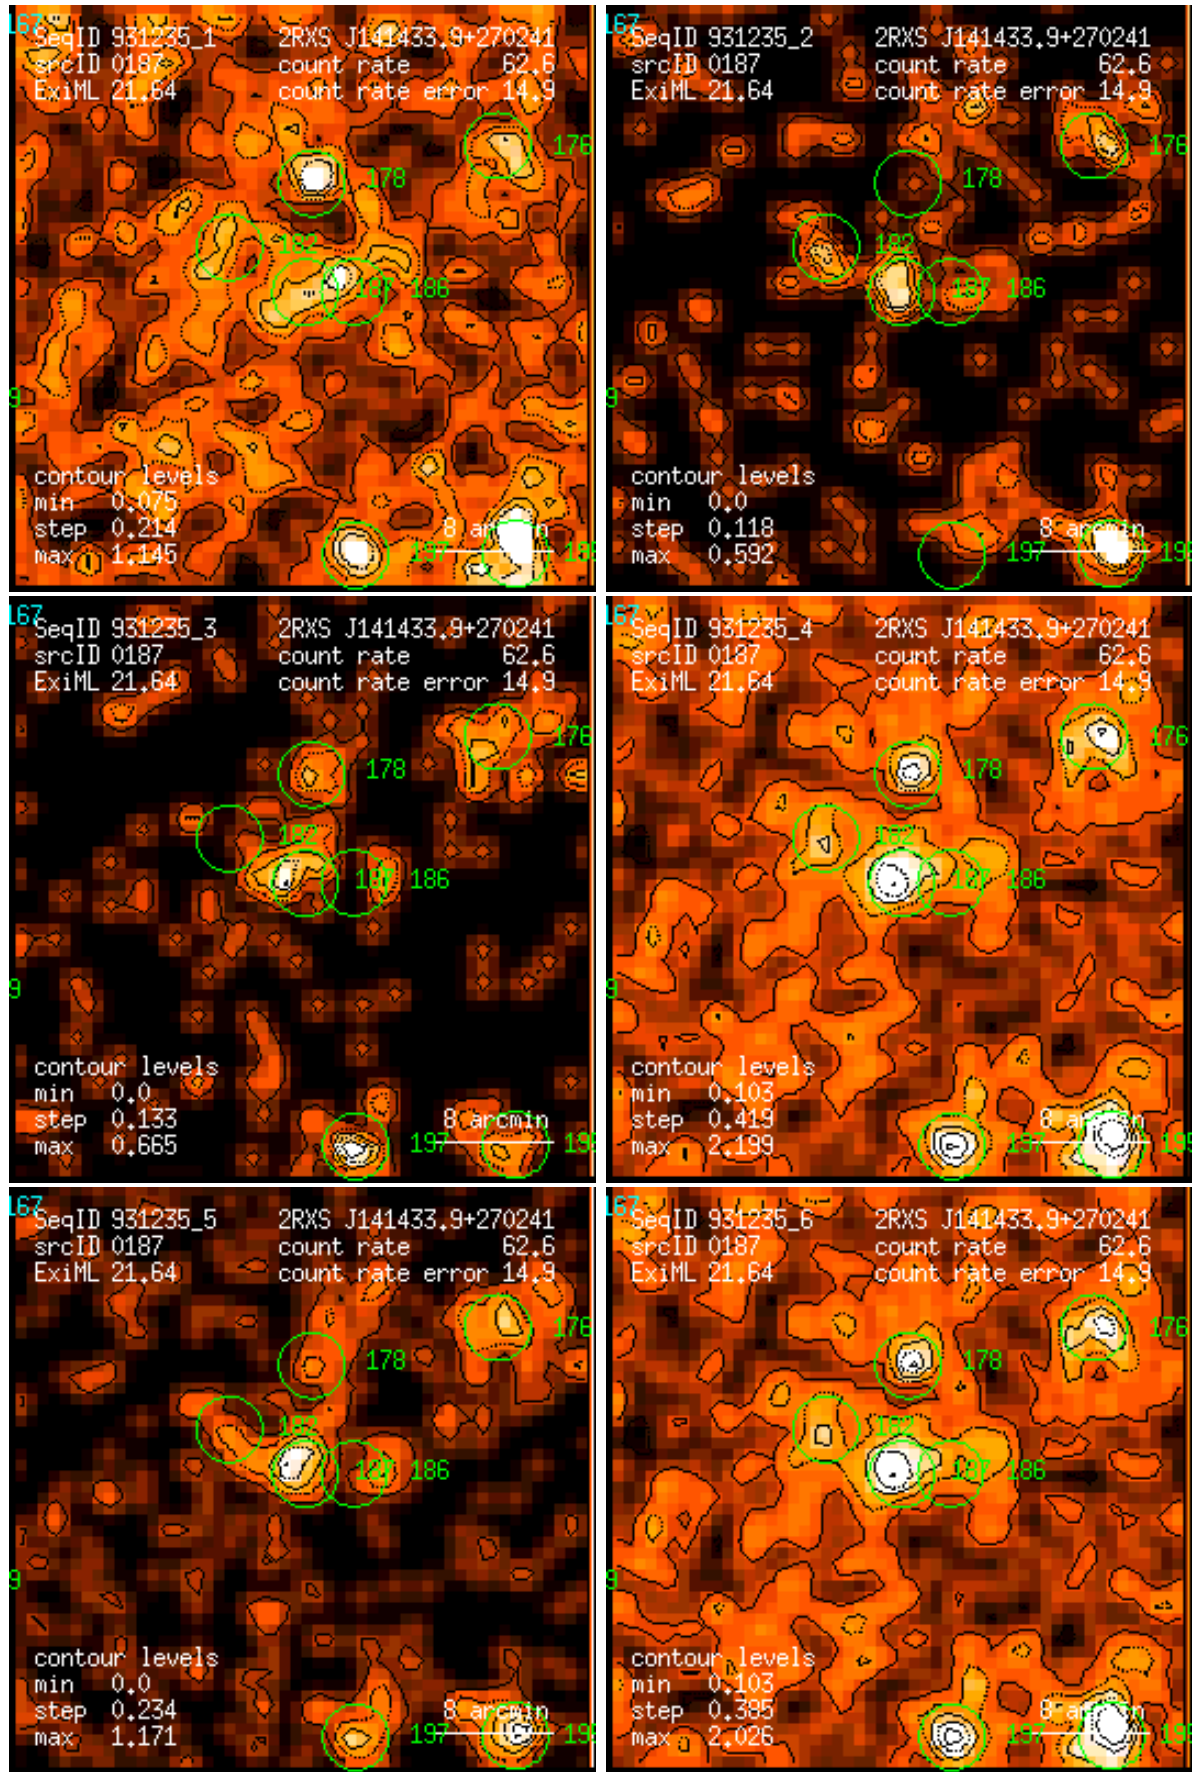 167
SeqID 931235_1 2RXS J141433.9+270241
srcID 0187 count rate 62.6
ExiML 21.64 count rate error 14.9
176
178
182
187 186
9
contour levels
min 0.075
step 0.214 8 arcmin
max 1.145 197 195
167
SeqID 931235_2 2RXS J141433.9+270241
srcID 0187 count rate 62.6
ExiML 21.64 count rate error 14.9
176
178
182
187 186
9
contour levels
min 0.0
step 0.118 8 arcmin
max 0.592 197 195
167
SeqID 931235_3 2RXS J141433.9+270241
srcID 0187 count rate 62.6
ExiML 21.64 count rate error 14.9
176
178
182
187 186
9
contour levels
min 0.0
step 0.133 8 arcmin
max 0.665 197 195
167
SeqID 931235_4 2RXS J141433.9+270241
srcID 0187 count rate 62.6
ExiML 21.64 count rate error 14.9
176
178
182
187 186
9
contour levels
min 0.103
step 0.419 8 arcmin
max 2.199 197 195
167
SeqID 931235_5 2RXS J141433.9+270241
srcID 0187 count rate 62.6
ExiML 21.64 count rate error 14.9
176
178
182
187 186
9
contour levels
min 0.0
step 0.234 8 arcmin
max 1.171 197 195
167
SeqID 931235_6 2RXS J141433.9+270241
srcID 0187 count rate 62.6
ExiML 21.64 count rate error 14.9
176
178
182
187 186
9
contour levels
min 0.103
step 0.385 8 arcmin
max 2.026 197 195